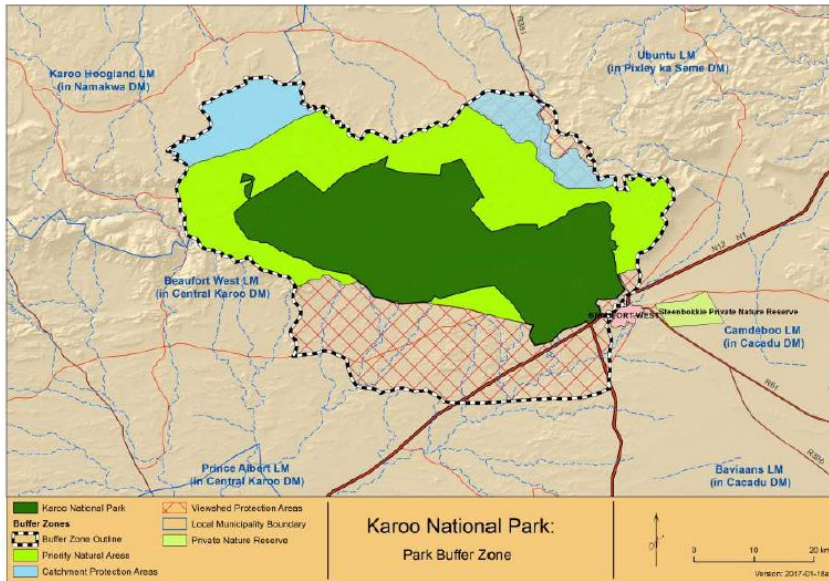 R381
Karoo Hoogland LM
(in Namakwa DM)
Ubuntu LM
(in Pixley ka Seme DM)
N12
N1
Beaufort West LM
(in Central Karoo DM)
BEAUFORT WEST
Steenbokkie Private Nature Reserve
Camdeboo LM
(in Cacadu DM)
R61
R306
Prince Albert LM
(in Central Karoo DM)
Baviaans LM
(in Cacadu DM)
Karoo National Park
Buffer Zones
Buffer Zone Outline
Priority Natural Areas
Catchment Protection Areas
Viewshed Protection Areas
Local Municipality Boundary
Private Nature Reserve
Karoo National Park:
Park Buffer Zone
0 10 20 km
Version: 2017-01-18a